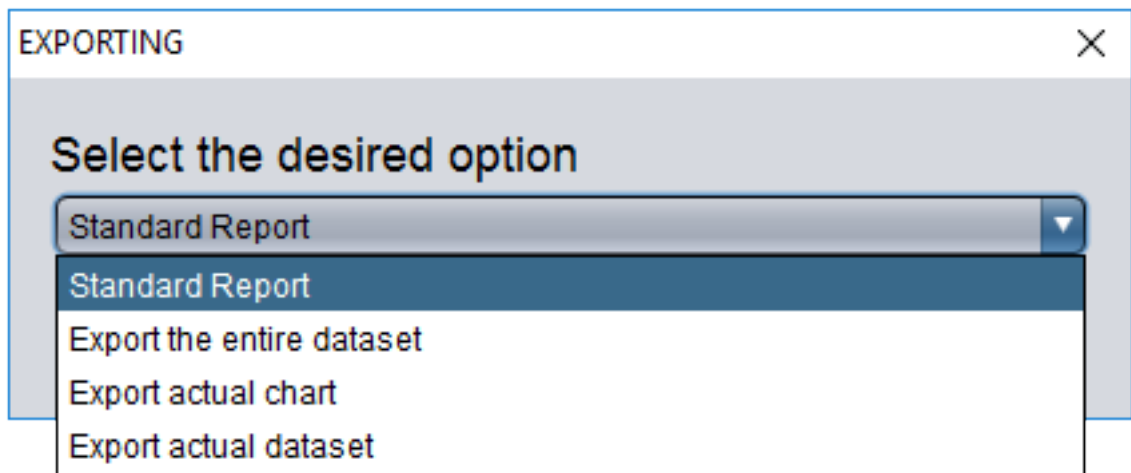 EXPORTING
Select the desired option
Standard Report
Standard Report
Export the entire dataset
Export actual chart
Export actual dataset